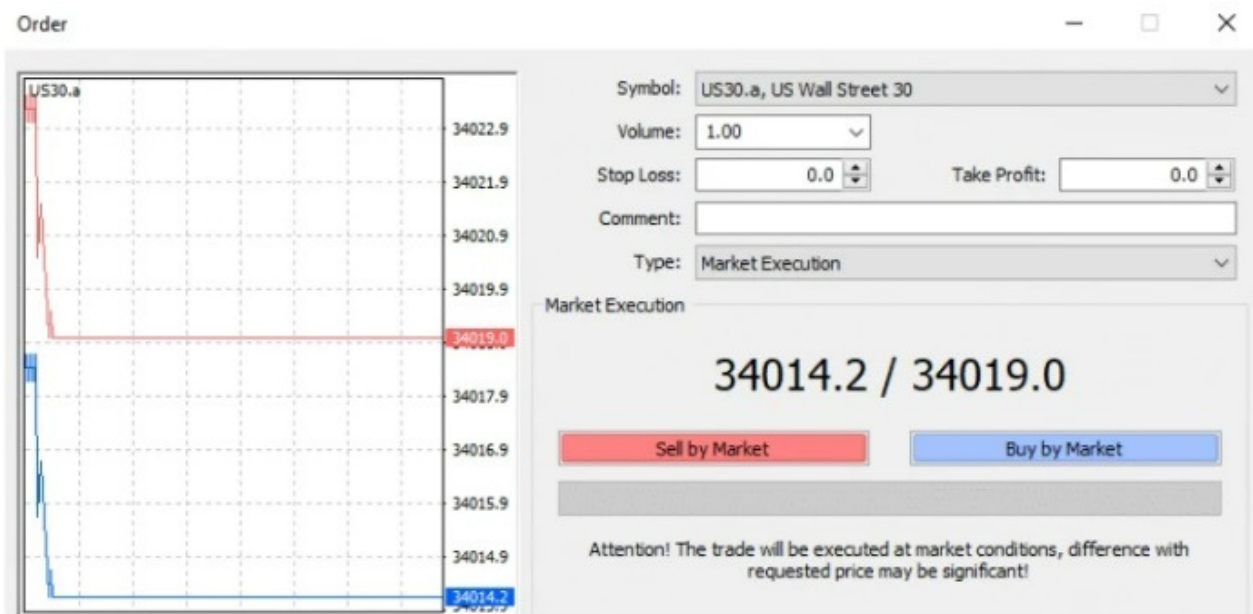 Order
US30.a
34022.9
34021.9
34020.9
34019.9
34019.0
34017.9
34016.9
34015.9
34014.9
34014.2
Symbol: US30.a, US Wall Street 30
Volume: 1.00
Stop Loss: 0.0 Take Profit: 0.0
Comment:
Type: Market Execution
Market Execution
34014.2 / 34019.0
Sell by Market Buy by Market
Attention! The trade will be executed at market conditions, difference with
requested price may be significant!